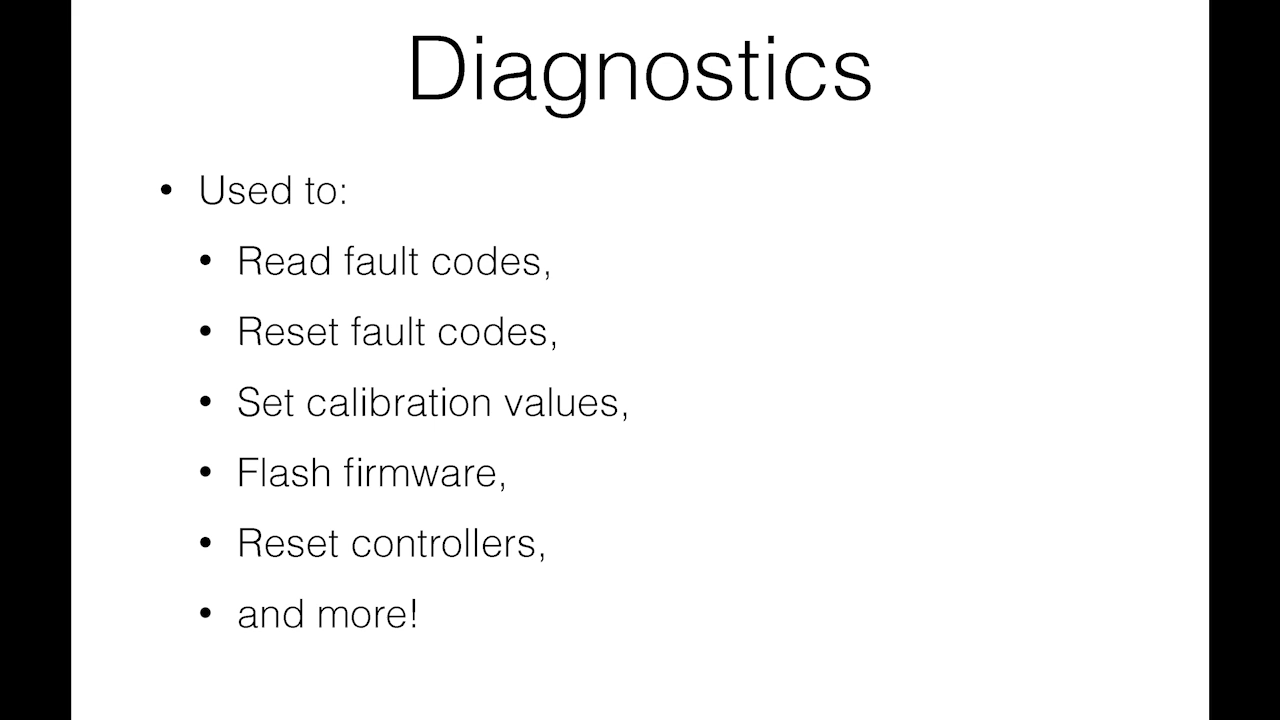 Diagnostics
• Used to:
• Read fault codes,
• Reset fault codes,
• Set calibration values,
• Flash firmware,
• Reset controllers,
• and more!